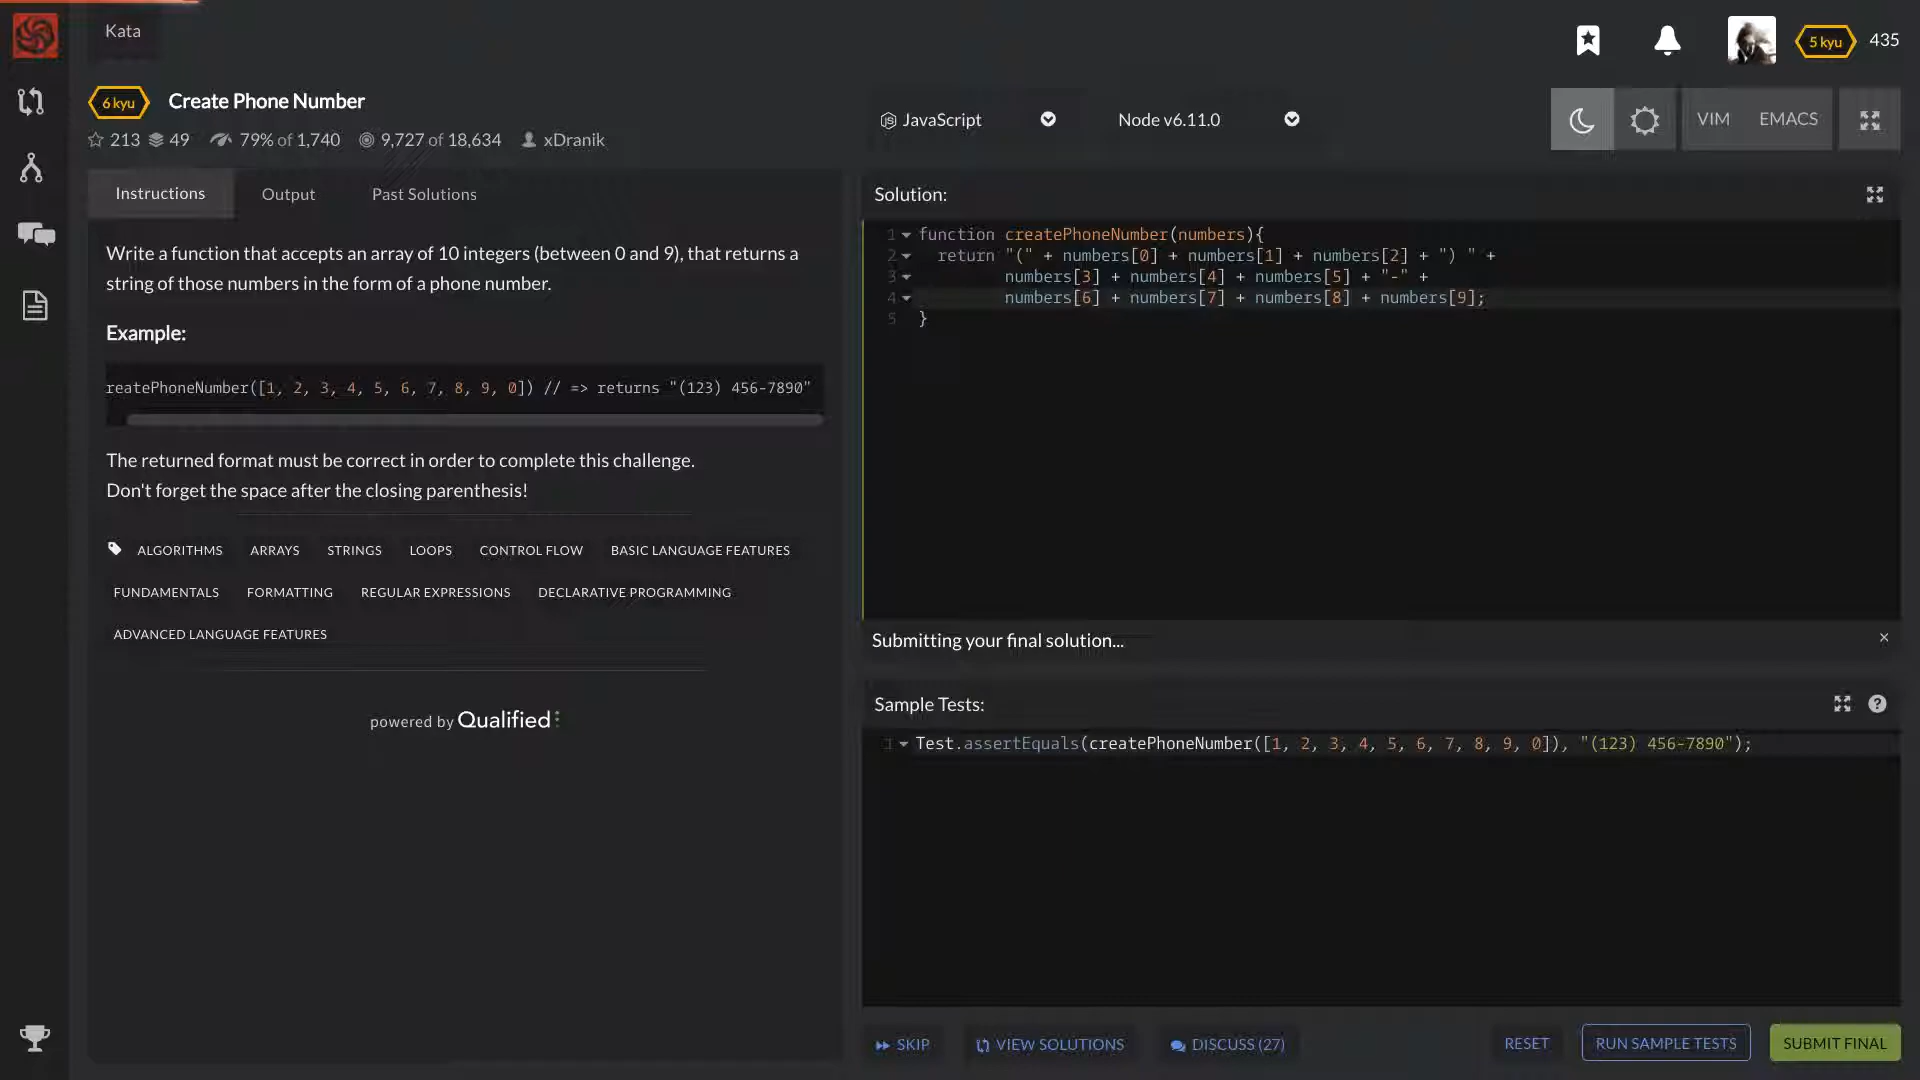 Kata
5 kyu 435
6 kyu Create Phone Number
213 49 79% of 1,740 9,727 of 18,634 xDranik
JavaScript Node v6.11.0 VIM EMACS
Instructions Output Past Solutions
Write a function that accepts an array of 10 integers (between 0 and 9), that returns a
string of those numbers in the form of a phone number.
Example:
reatePhoneNumber([1, 2, 3, 4, 5, 6, 7, 8, 9, 0]) // => returns "(123) 456-7890"
The returned format must be correct in order to complete this challenge.
Don't forget the space after the closing parenthesis!
ALGORITHMS ARRAYS STRINGS LOOPS CONTROL FLOW BASIC LANGUAGE FEATURES
FUNDAMENTALS FORMATTING REGULAR EXPRESSIONS DECLARATIVE PROGRAMMING
ADVANCED LANGUAGE FEATURES
powered by Qualified
Solution:
1 function createPhoneNumber(numbers){
2 return "(" + numbers[0] + numbers[1] + numbers[2] + ") " +
3 numbers[3] + numbers[4] + numbers[5] + "-" +
4 numbers[6] + numbers[7] + numbers[8] + numbers[9];
5 }
Submitting your final solution...
×
Sample Tests:
?
1 Test.assertEquals(createPhoneNumber([1, 2, 3, 4, 5, 6, 7, 8, 9, 0]), "(123) 456-7890");
SKIP VIEW SOLUTIONS DISCUSS (27) RESET RUN SAMPLE TESTS SUBMIT FINAL